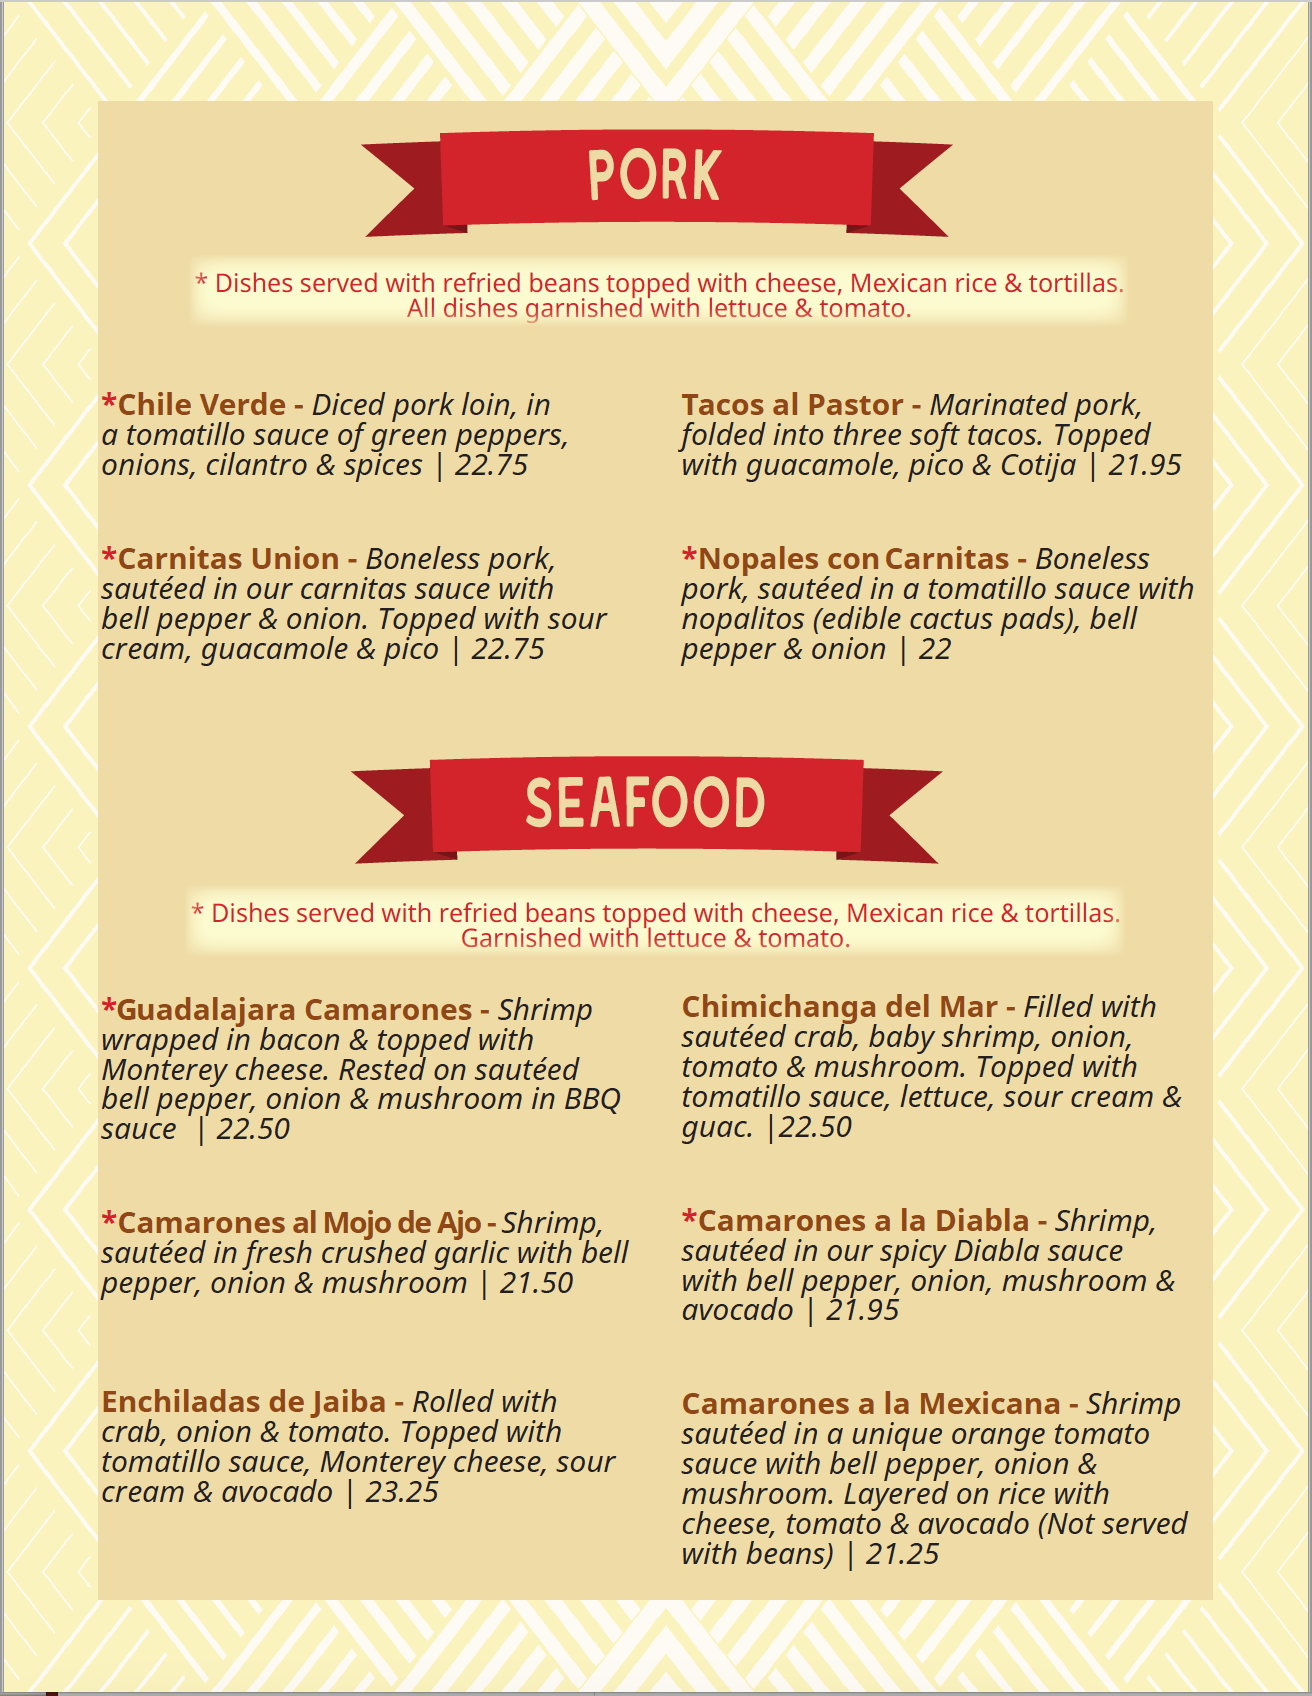 PORK
* Dishes served with refried beans topped with cheese, Mexican rice & tortillas.
All dishes garnished with lettuce & tomato.
*Chile Verde - Diced pork loin, in
a tomatillo sauce of green peppers,
onions, cilantro & spices | 22.75
Tacos al Pastor - Marinated pork,
folded into three soft tacos. Topped
with guacamole, pico & Cotija | 21.95
*Carnitas Union - Boneless pork,
sautéed in our carnitas sauce with
bell pepper & onion. Topped with sour
cream, guacamole & pico | 22.75
*Nopales con Carnitas - Boneless
pork, sautéed in a tomatillo sauce with
nopalitos (edible cactus pads), bell
pepper & onion | 22
SEAFOOD
* Dishes served with refried beans topped with cheese, Mexican rice & tortillas.
Garnished with lettuce & tomato.
*Guadalajara Camarones - Shrimp
wrapped in bacon & topped with
Monterey cheese. Rested on sautéed
bell pepper, onion & mushroom in BBQ
sauce | 22.50
Chimichanga del Mar - Filled with
sautéed crab, baby shrimp, onion,
tomato & mushroom. Topped with
tomatillo sauce, lettuce, sour cream &
guac. |22.50
*Camarones al Mojo de Ajo - Shrimp,
sautéed in fresh crushed garlic with bell
pepper, onion & mushroom | 21.50
*Camarones a la Diabla - Shrimp,
sautéed in our spicy Diabla sauce
with bell pepper, onion, mushroom &
avocado | 21.95
Enchiladas de Jaiba - Rolled with
crab, onion & tomato. Topped with
tomatillo sauce, Monterey cheese, sour
cream & avocado | 23.25
Camarones a la Mexicana - Shrimp
sautéed in a unique orange tomato
sauce with bell pepper, onion &
mushroom. Layered on rice with
cheese, tomato & avocado (Not served
with beans) | 21.25